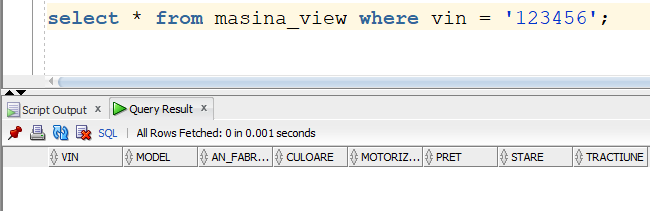 select * from masina_view where vin = '123456';
Script Output x Query Result x
SQL | All Rows Fetched: 0 in 0.001 seconds
VIN MODEL AN_FABR... CULOARE MOTORIZ... PRET STARE TRACTIUNE